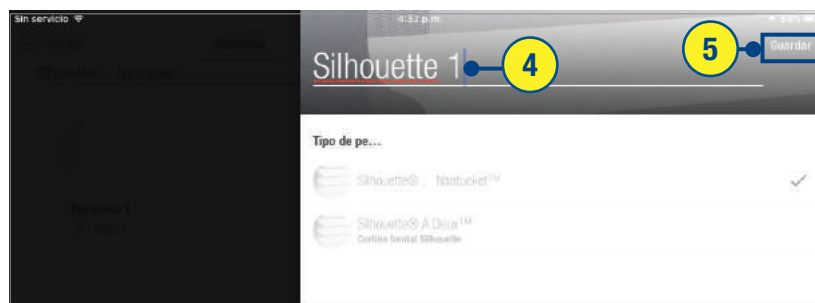 Sin servicio
4:52 p.m.
Guardar
Silhouette 1
4
5
Tipo de pe...
Silhouette® , Nantucket™
Silhouette® A Deux™
Cortina frontal Silhouette